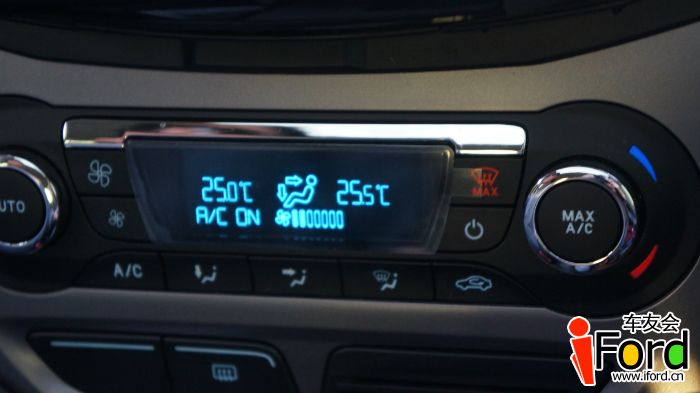 25.0℃ 25.5℃
A/C ON
AUTO
MAX
MAX
A/C
A/C
车友会
iFord
www.iford.cn